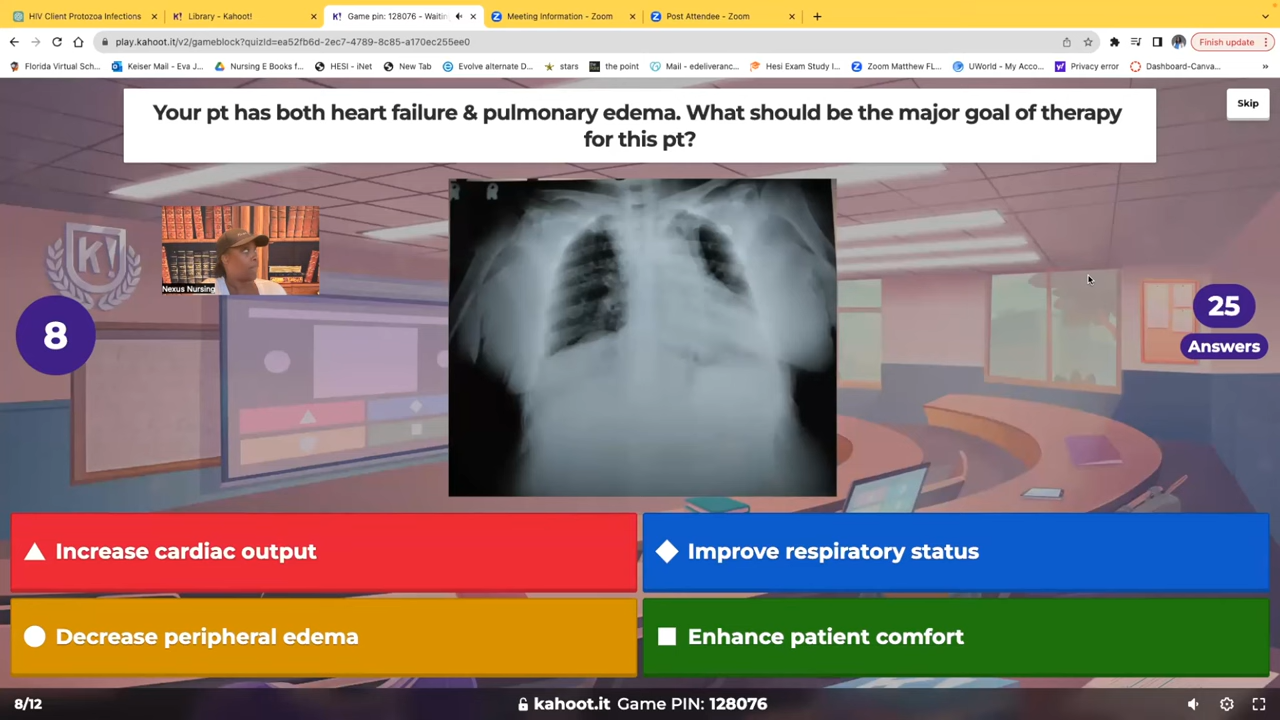 HIV Client Protozoa Infections
Library - Kahoot!
Game pin: 128076 - Waitin
Meeting Information - Zoom
Post Attendee - Zoom
play.kahoot.it/v2/gameblock?quizId=ea52fb6d-2ec7-4789-8c85-a170ec255ee0
Finish update
Florida Virtual Sch...
Keiser Mail - Eva J...
Nursing E Books f...
HESI - iNet
New Tab
Evolve alternate D...
stars
the point
Mail - edeliveranc...
Hesi Exam Study I...
Zoom Matthew FL...
UWorld - My Acco...
Privacy error
Dashboard-Canva...
Your pt has both heart failure & pulmonary edema. What should be the major goal of therapy
for this pt?
Skip
R R
K!
Nexus Nursing
8
25
Answers
Increase cardiac output
Improve respiratory status
Decrease peripheral edema
Enhance patient comfort
8/12
kahoot.it Game PIN: 128076